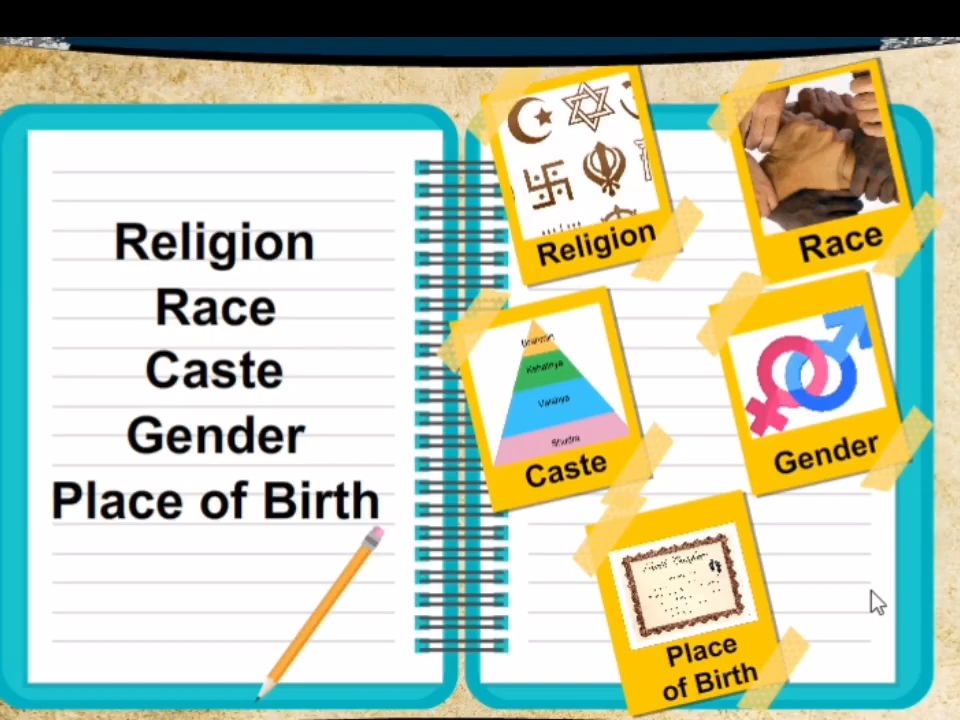 Religion
Race
Caste
Gender
Place of Birth
Religion
Race
Brahmin
Kshatriya
Vaishya
Shudra
Caste
Gender
Place
of Birth